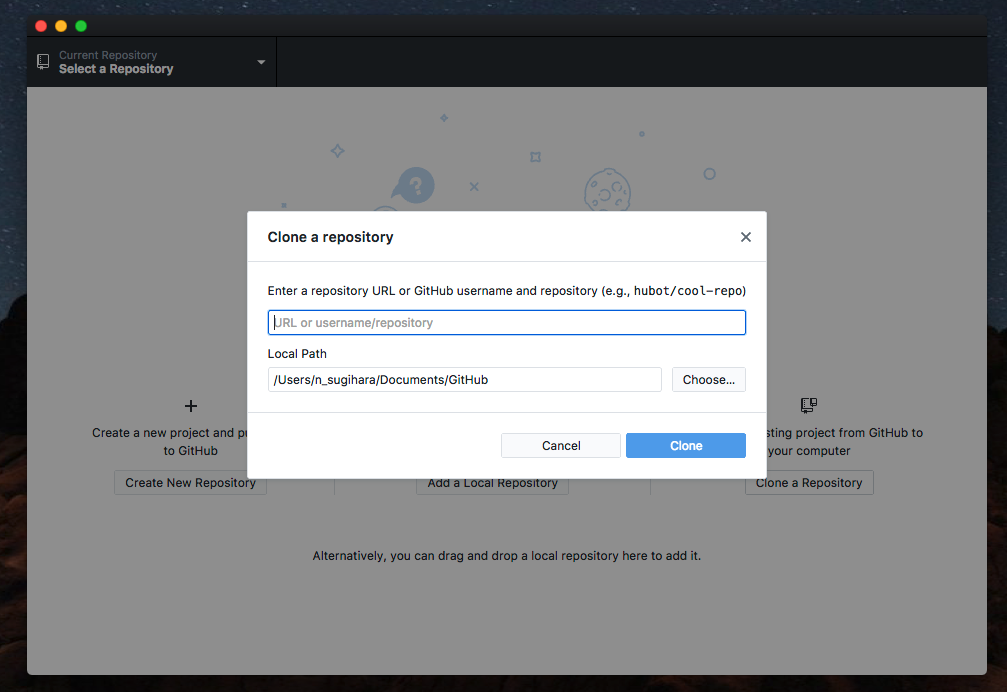 Current Repository
Select a Repository
?
Clone a repository
Enter a repository URL or GitHub username and repository (e.g., hubot/cool-repo)
URL or username/repository
Local Path
/Users/n_sugihara/Documents/GitHub
Choose...
Cancel
Clone
Create a new project and pu
to GitHub
Create New Repository
Add a Local Repository
sting project from GitHub to
your computer
Clone a Repository
Alternatively, you can drag and drop a local repository here to add it.